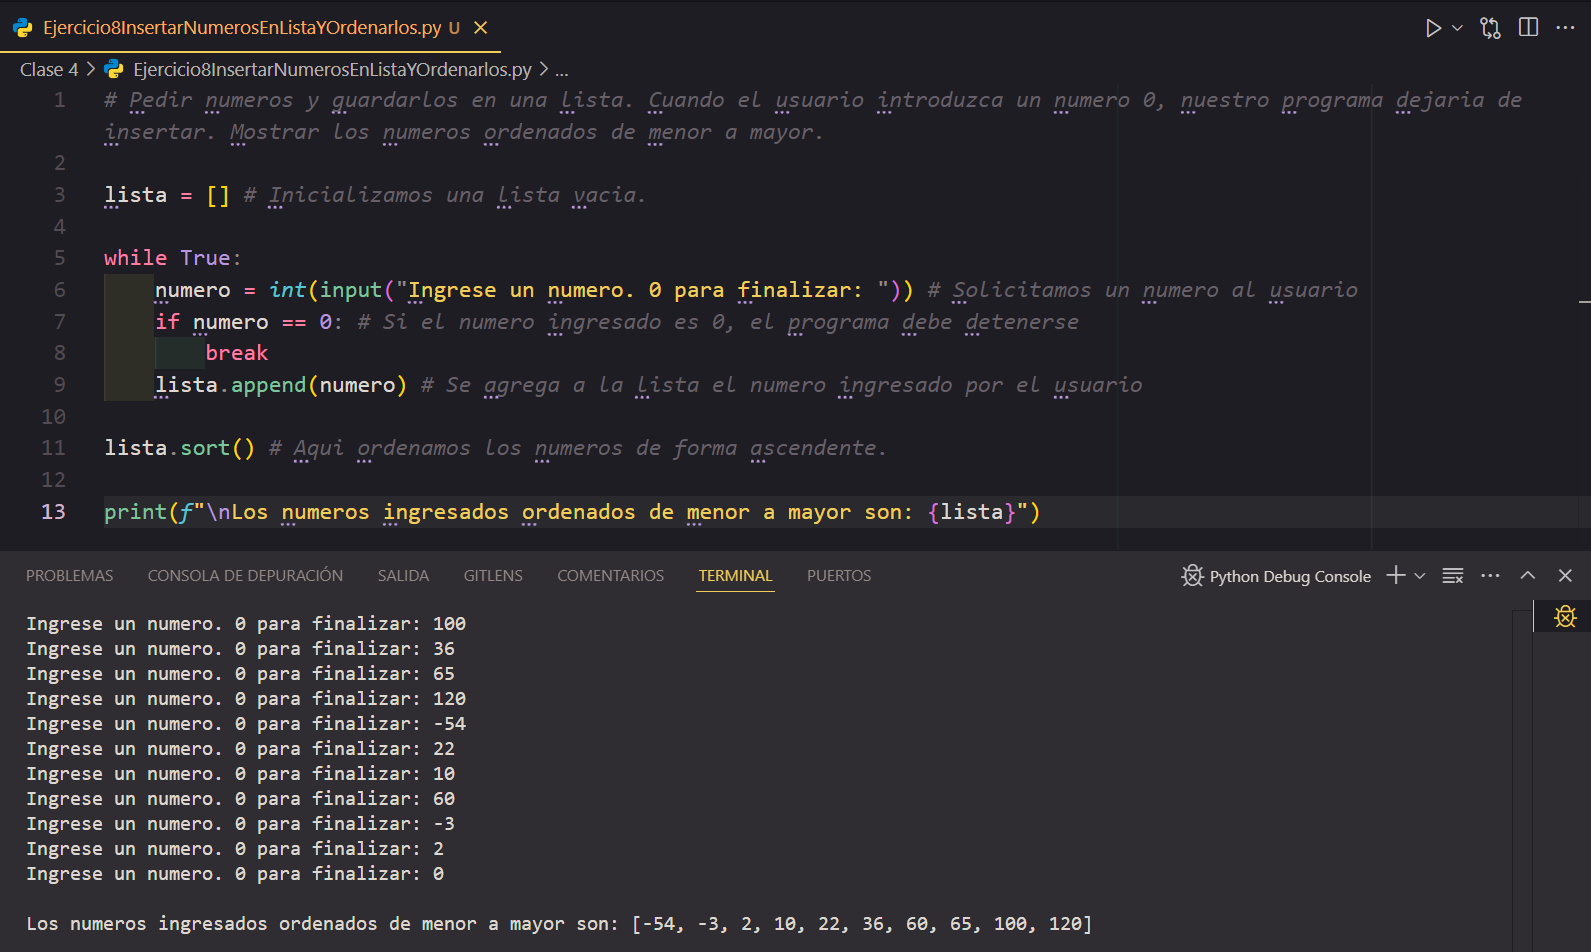 Ejercicio8InsertarNumerosEnListaYOrdenarlos.py U
Clase 4 > Ejercicio8InsertarNumerosEnListaYOrdenarlos.py > ...
1 # Pedir numeros y guardarlos en una lista. Cuando el usuario introduzca un numero 0, nuestro programa dejaria de
insertar. Mostrar los numeros ordenados de menor a mayor.
2
3 lista = [] # Inicializamos una lista vacia.
4
5 while True:
6 numero = int(input("Ingrese un numero. 0 para finalizar: ")) # Solicitamos un numero al usuario
7 if numero == 0: # Si el numero ingresado es 0, el programa debe detenerse
8 break
9 lista.append(numero) # Se agrega a la lista el numero ingresado por el usuario
10
11 lista.sort() # Aqui ordenamos los numeros de forma ascendente.
12
13 print(f"\nLos numeros ingresados ordenados de menor a mayor son: {lista}")
PROBLEMAS CONSOLA DE DEPURACIÓN SALIDA GITLENS COMENTARIOS TERMINAL PUERTOS Python Debug Console
Ingrese un numero. 0 para finalizar: 100
Ingrese un numero. 0 para finalizar: 36
Ingrese un numero. 0 para finalizar: 65
Ingrese un numero. 0 para finalizar: 120
Ingrese un numero. 0 para finalizar: -54
Ingrese un numero. 0 para finalizar: 22
Ingrese un numero. 0 para finalizar: 10
Ingrese un numero. 0 para finalizar: 60
Ingrese un numero. 0 para finalizar: -3
Ingrese un numero. 0 para finalizar: 2
Ingrese un numero. 0 para finalizar: 0
Los numeros ingresados ordenados de menor a mayor son: [-54, -3, 2, 10, 22, 36, 60, 65, 100, 120]